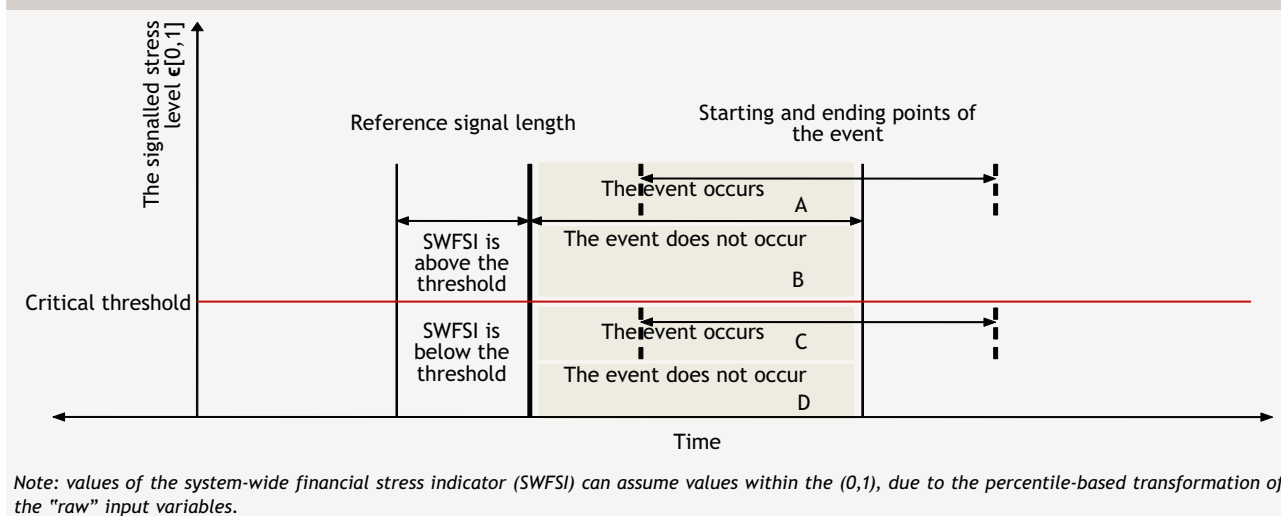 The signalled stress
level ϵ[0,1]
Reference signal length
Starting and ending points of
the event
The event occurs
A
SWFSI is
above the
threshold
The event does not occur
B
Critical threshold
SWFSI is
below the
threshold
The event occurs
C
The event does not occur
D
Time
Note: values of the system-wide financial stress indicator (SWFSI) can assume values within the (0,1), due to the percentile-based transformation of
the "raw" input variables.